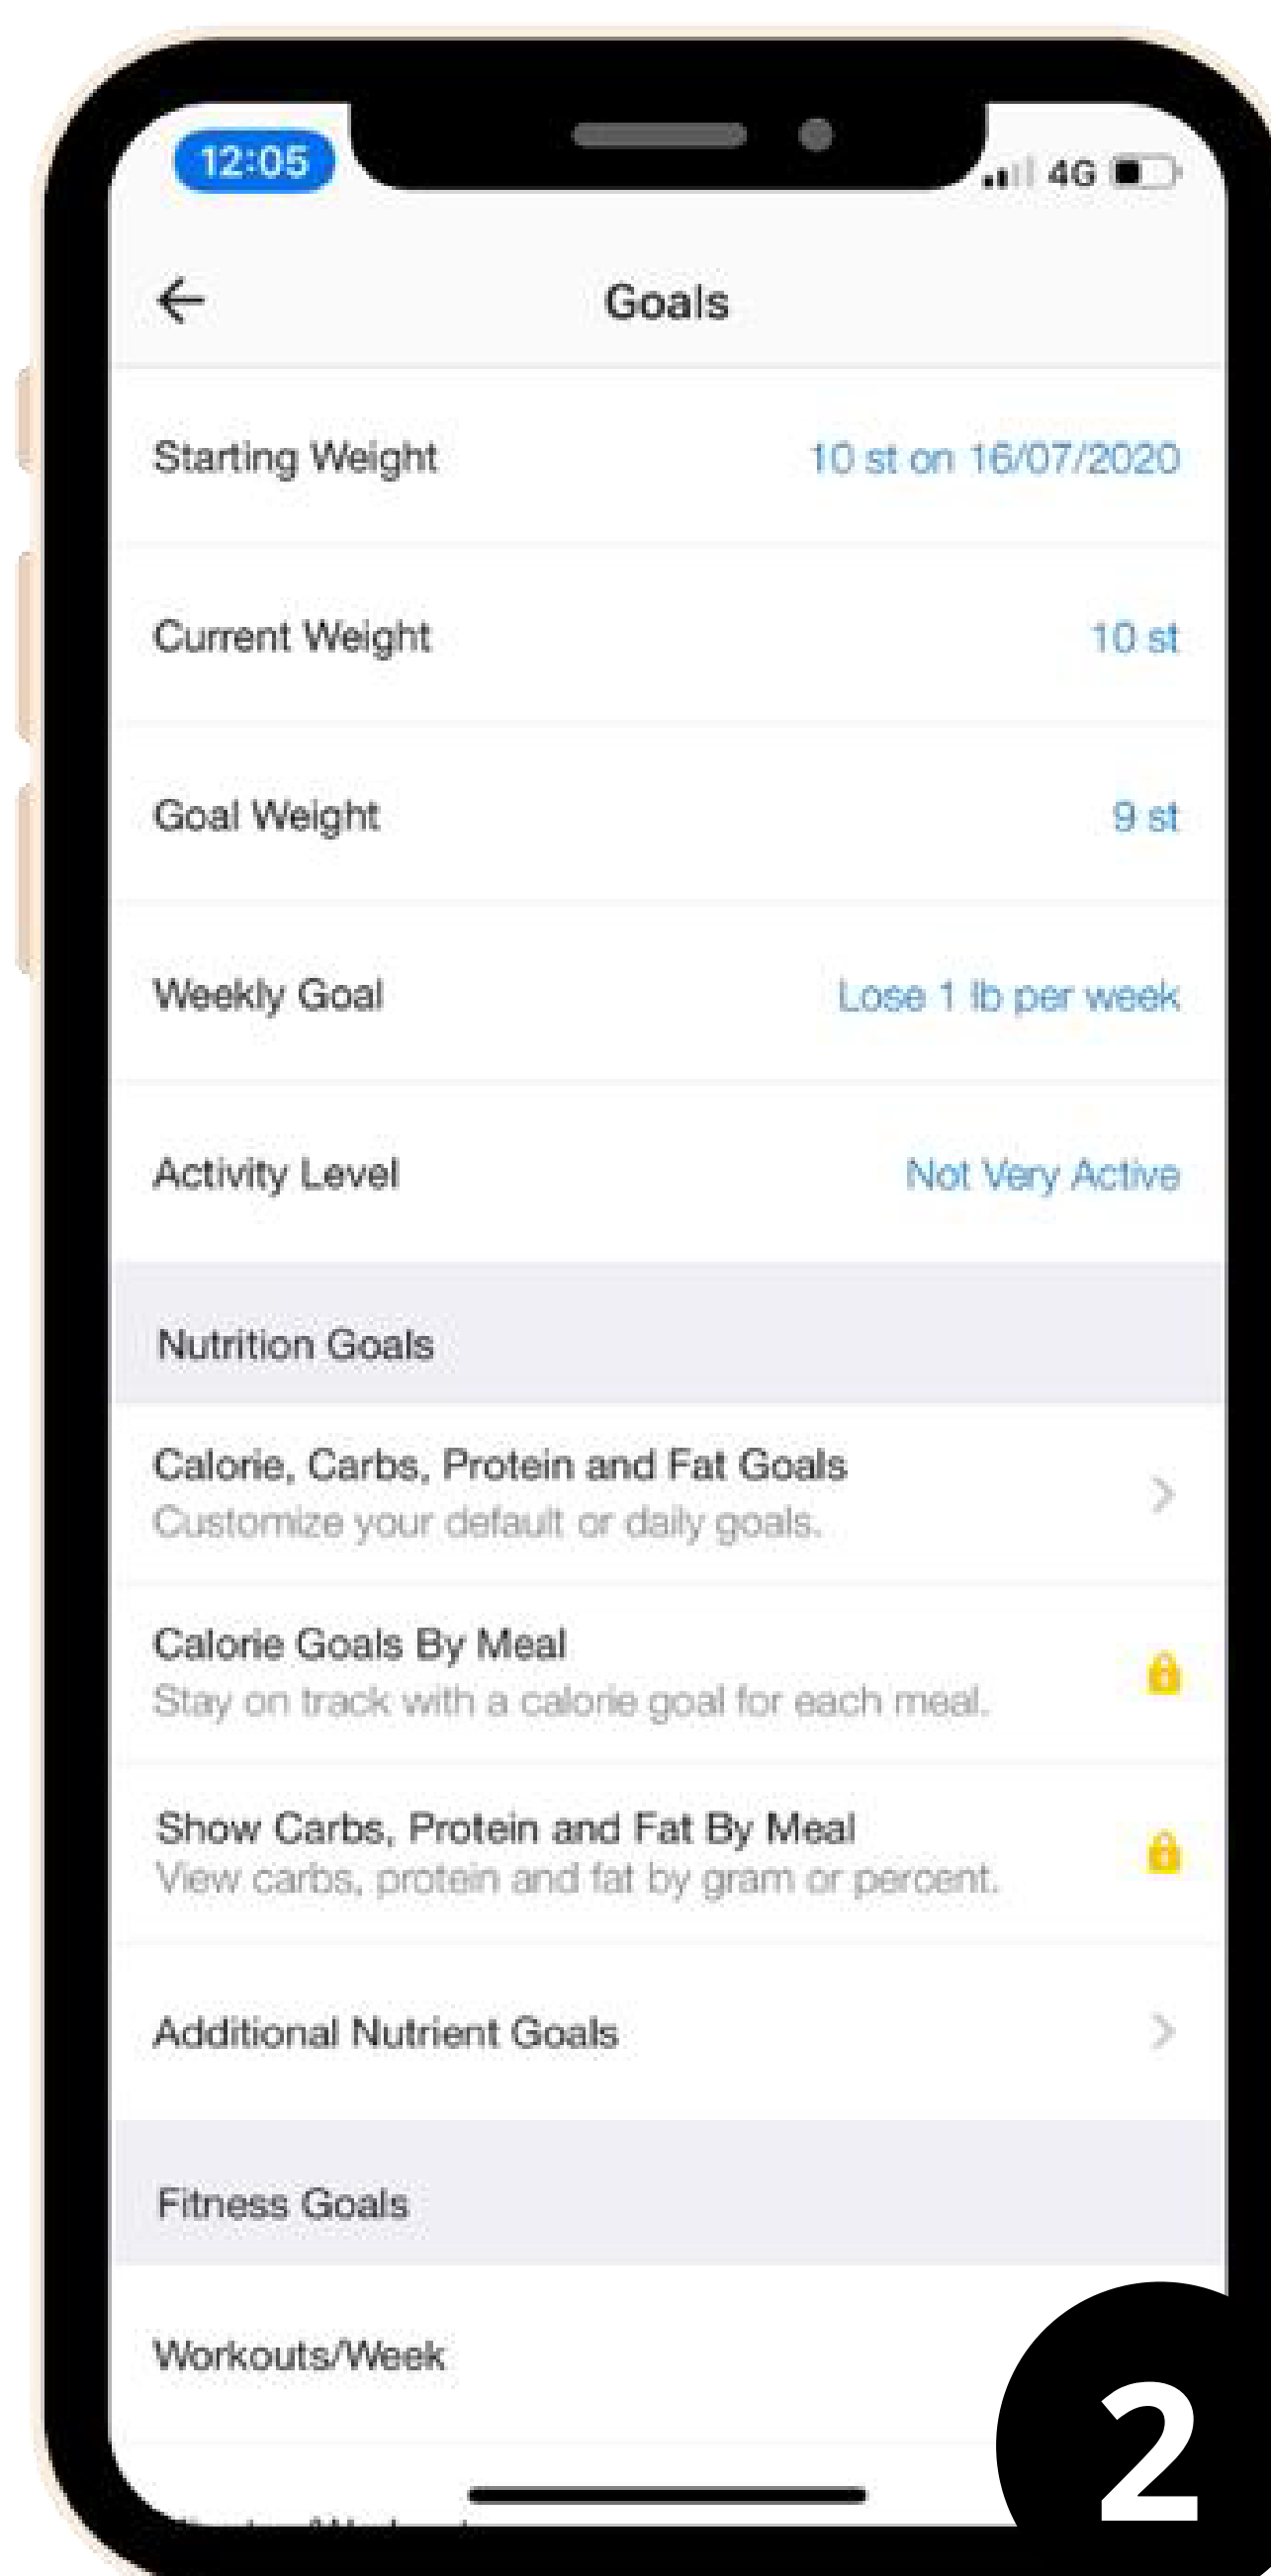 12:05
4G
Goals
Starting Weight 10 st on 16/07/2020
Current Weight 10 st
Goal Weight 9 st
Weekly Goal Lose 1 lb per week
Activity Level Not Very Active
Nutrition Goals
Calorie, Carbs, Protein and Fat Goals
Customize your default or daily goals.
Calorie Goals By Meal
Stay on track with a calorie goal for each meal.
Show Carbs, Protein and Fat By Meal
View carbs, protein and fat by gram or percent.
Additional Nutrient Goals
Fitness Goals
Workouts/Week
2